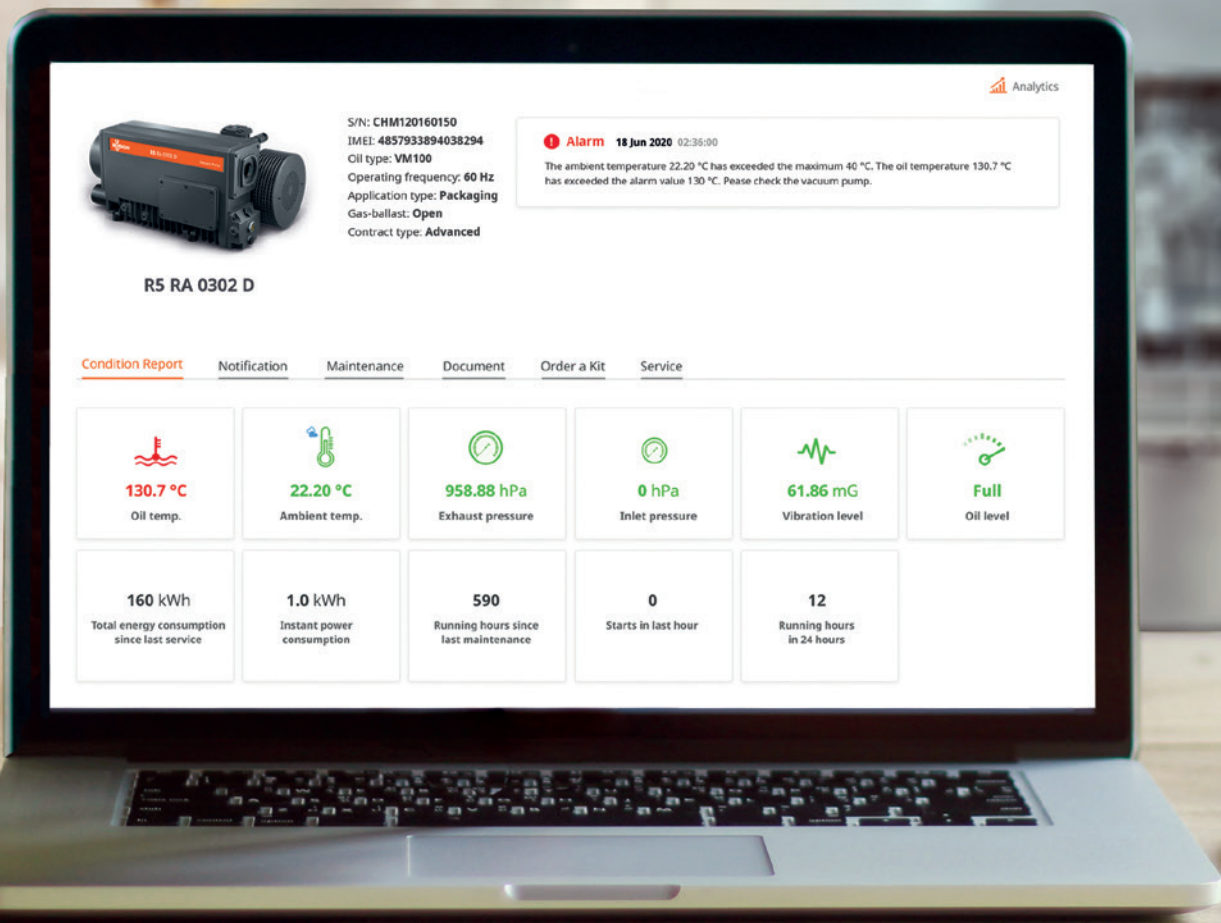 Analytics
S/N: CHM120160150
IMEI: 4857933894038294
Oil type: VM100
Operating frequency: 60 Hz
Application type: Packaging
Gas-ballast: Open
Contract type: Advanced
Alarm 18 Jun 2020 02:36:00
The ambient temperature 22.20 °C has exceeded the maximum 40 °C. The oil temperature 130.7 °C
has exceeded the alarm value 130 °C. Pease check the vacuum pump.
R5 RA 0302 D
Condition Report Notification Maintenance Document Order a Kit Service
130.7 °C
Oil temp.
22.20 °C
Ambient temp.
958.88 hPa
Exhaust pressure
0 hPa
Inlet pressure
61.86 mG
Vibration level
Full
Oil level
160 kWh
Total energy consumption
since last service
1.0 kWh
Instant power
consumption
590
Running hours since
last maintenance
0
Starts in last hour
12
Running hours
in 24 hours